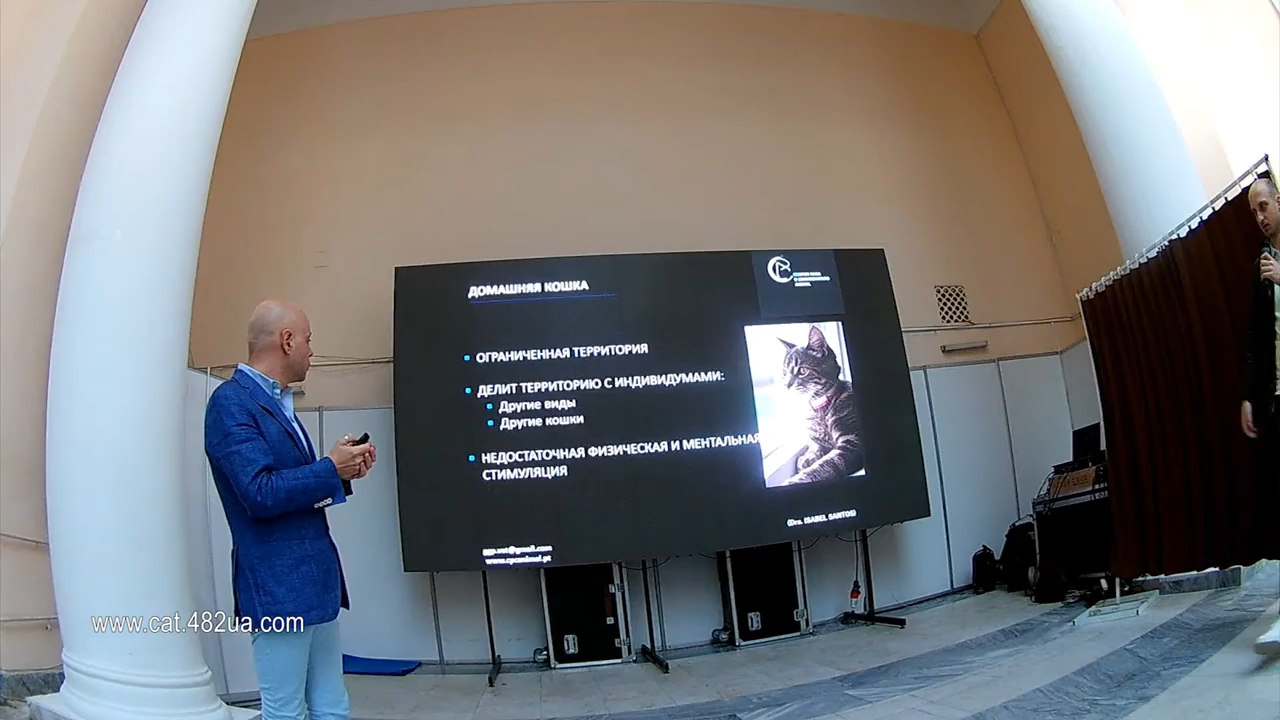 ДОМАШНЯЯ КОШКА
ОГРАНИЧЕННАЯ ТЕРРИТОРИЯ
ДЕЛИТ ТЕРРИТОРИЮ С ИНДИВИДУМАМИ:
Другие виды
Другие кошки
НЕДОСТАТОЧНАЯ ФИЗИЧЕСКАЯ И МЕНТАЛЬНАЯ
СТИМУЛЯЦИЯ
(Dra. ISABEL SANTOS)
www.cat.482ua.com